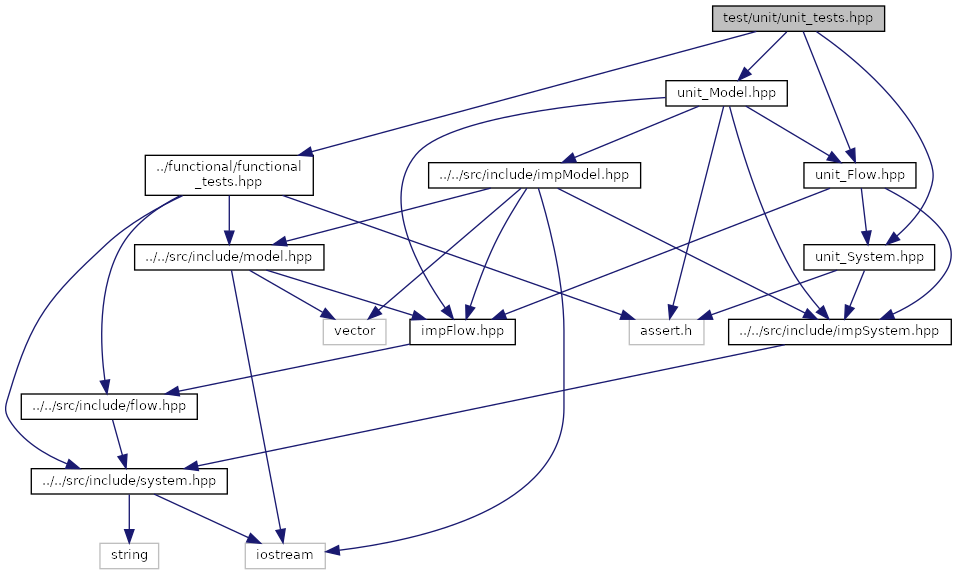 test/unit/unit_tests.hpp
unit_Model.hpp
../functional/functional
_tests.hpp
../../src/include/impModel.hpp
unit_Flow.hpp
../../src/include/model.hpp
unit_System.hpp
vector
impFlow.hpp
assert.h
../../src/include/impSystem.hpp
../../src/include/flow.hpp
../../src/include/system.hpp
string
iostream